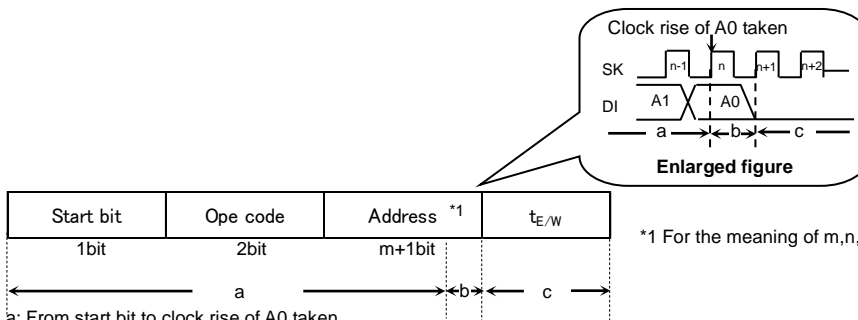 Clock rise of A0 taken
SK n-1 n n+1 n+2
DI A1 A0
a b c
Enlarged figure
Start bit Ope code Address *1 tE/W
1bit 2bit m+1bit
*1 For the meaning of m,n,
a b c
a: From start bit to clock rise of A0 taken